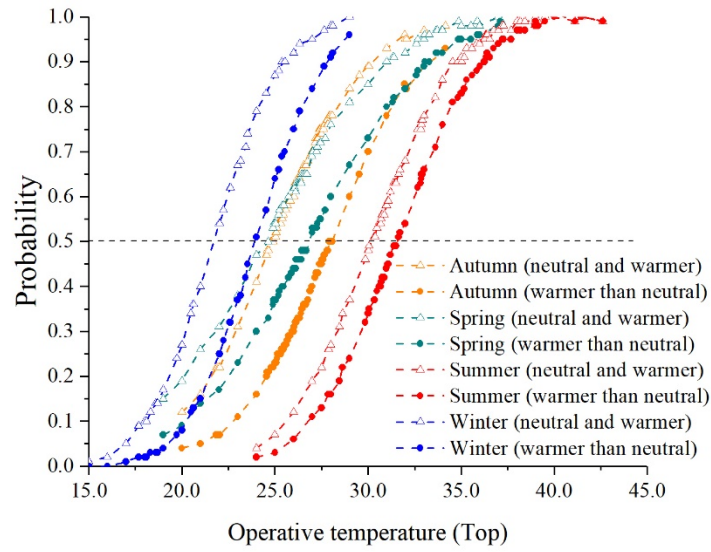 1.0
0.9
0.8
0.7
0.6
0.5
0.4
0.3
0.2
0.1
0.0
Probability
Autumn (neutral and warmer)
Autumn (warmer than neutral)
Spring (neutral and warmer)
Spring (warmer than neutral)
Summer (neutral and warmer)
Summer (warmer than neutral)
Winter (neutral and warmer)
Winter (warmer than neutral)
15.0 20.0 25.0 30.0 35.0 40.0 45.0
Operative temperature (Top)